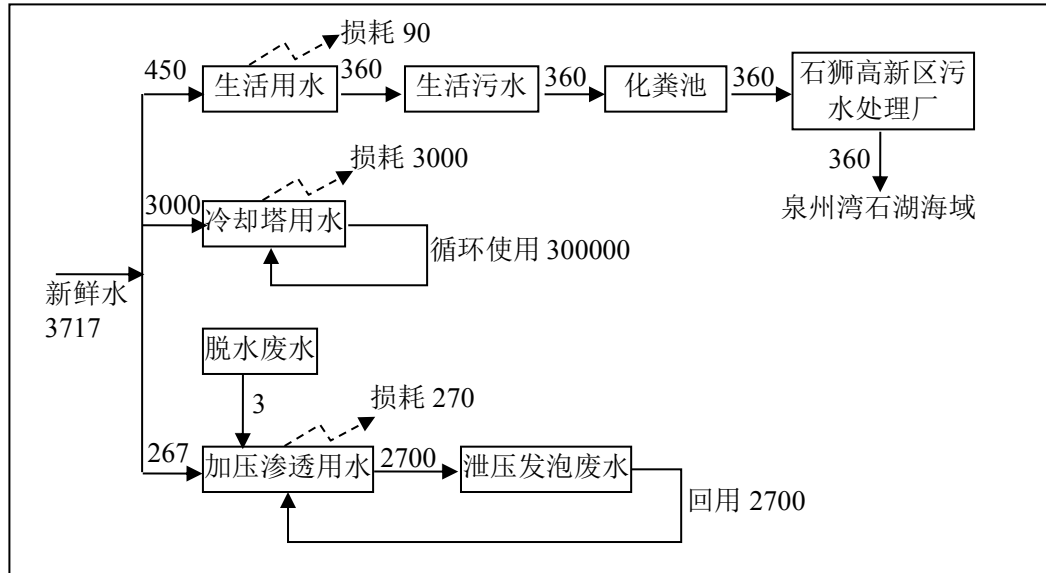 损耗 90
450
生活用水
360
生活污水
360
化粪池
360
石狮高新区污
水处理厂
360
泉州湾石湖海域
损耗 3000
3000
冷却塔用水
循环使用 300000
新鲜水
3717
脱水废水
3
损耗 270
267
加压渗透用水
2700
泄压发泡废水
回用 2700